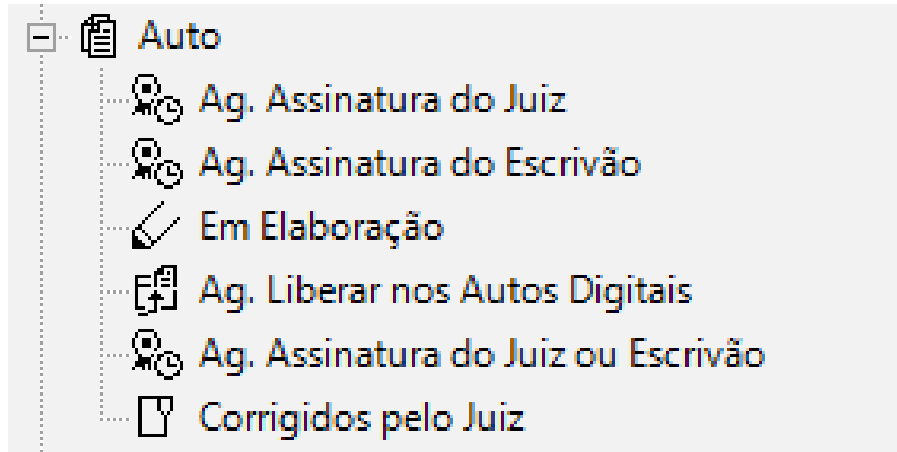 Auto
Ag. Assinatura do Juiz
Ag. Assinatura do Escrivão
Em Elaboração
Ag. Liberar nos Autos Digitais
Ag. Assinatura do Juiz ou Escrivão
Corrigidos pelo Juiz